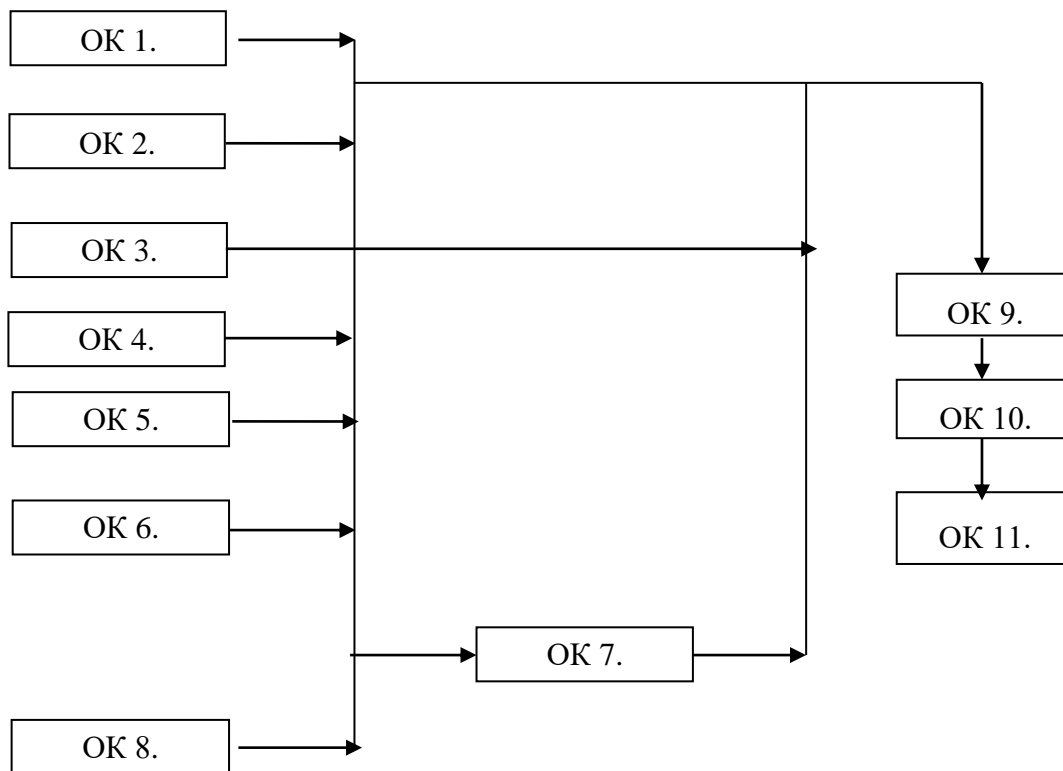 ОК 1.
ОК 2.
ОК 3.
ОК 4.
ОК 5.
ОК 6.
ОК 7.
ОК 8.
ОК 9.
ОК 10.
ОК 11.